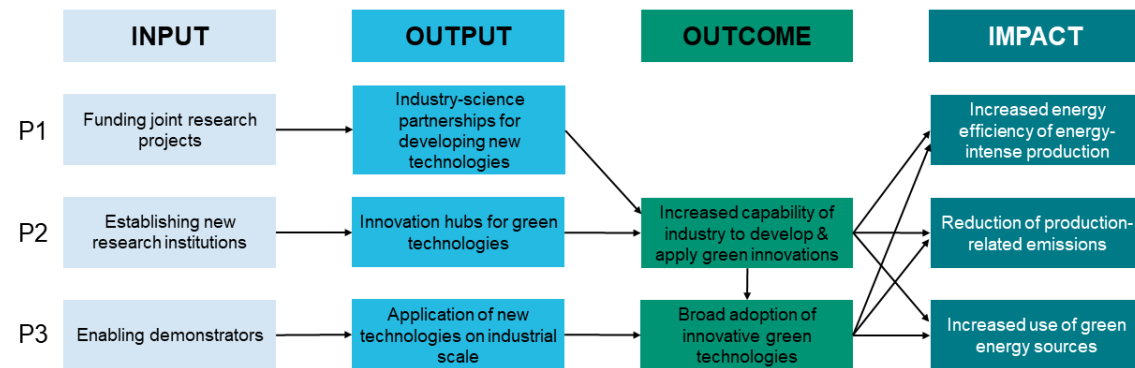 INPUT
OUTPUT
OUTCOME
IMPACT
P1
Funding joint research
projects
Industry-science
partnerships for
developing new
technologies
Increased energy
efficiency of energy-
intense production
P2
Establishing new
research institutions
Innovation hubs for green
technologies
Increased capability of
industry to develop &
apply green innovations
Reduction of production-
related emissions
P3
Enabling demonstrators
Application of new
technologies on industrial
scale
Broad adoption of
innovative green
technologies
Increased use of green
energy sources